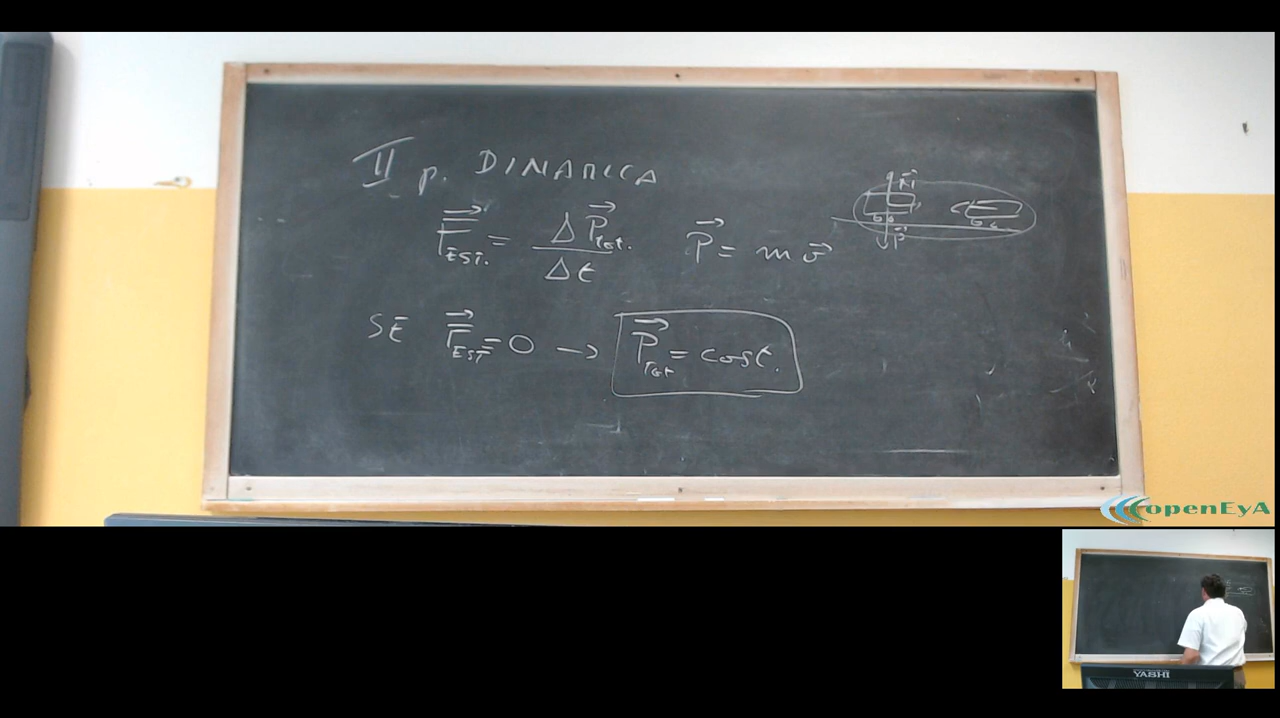 II p. DINAMICA
F EST. = ΔP TOT. / Δt P = m v
SE F EST = 0 → P TOT = cost.
P
openEyA
YASHI